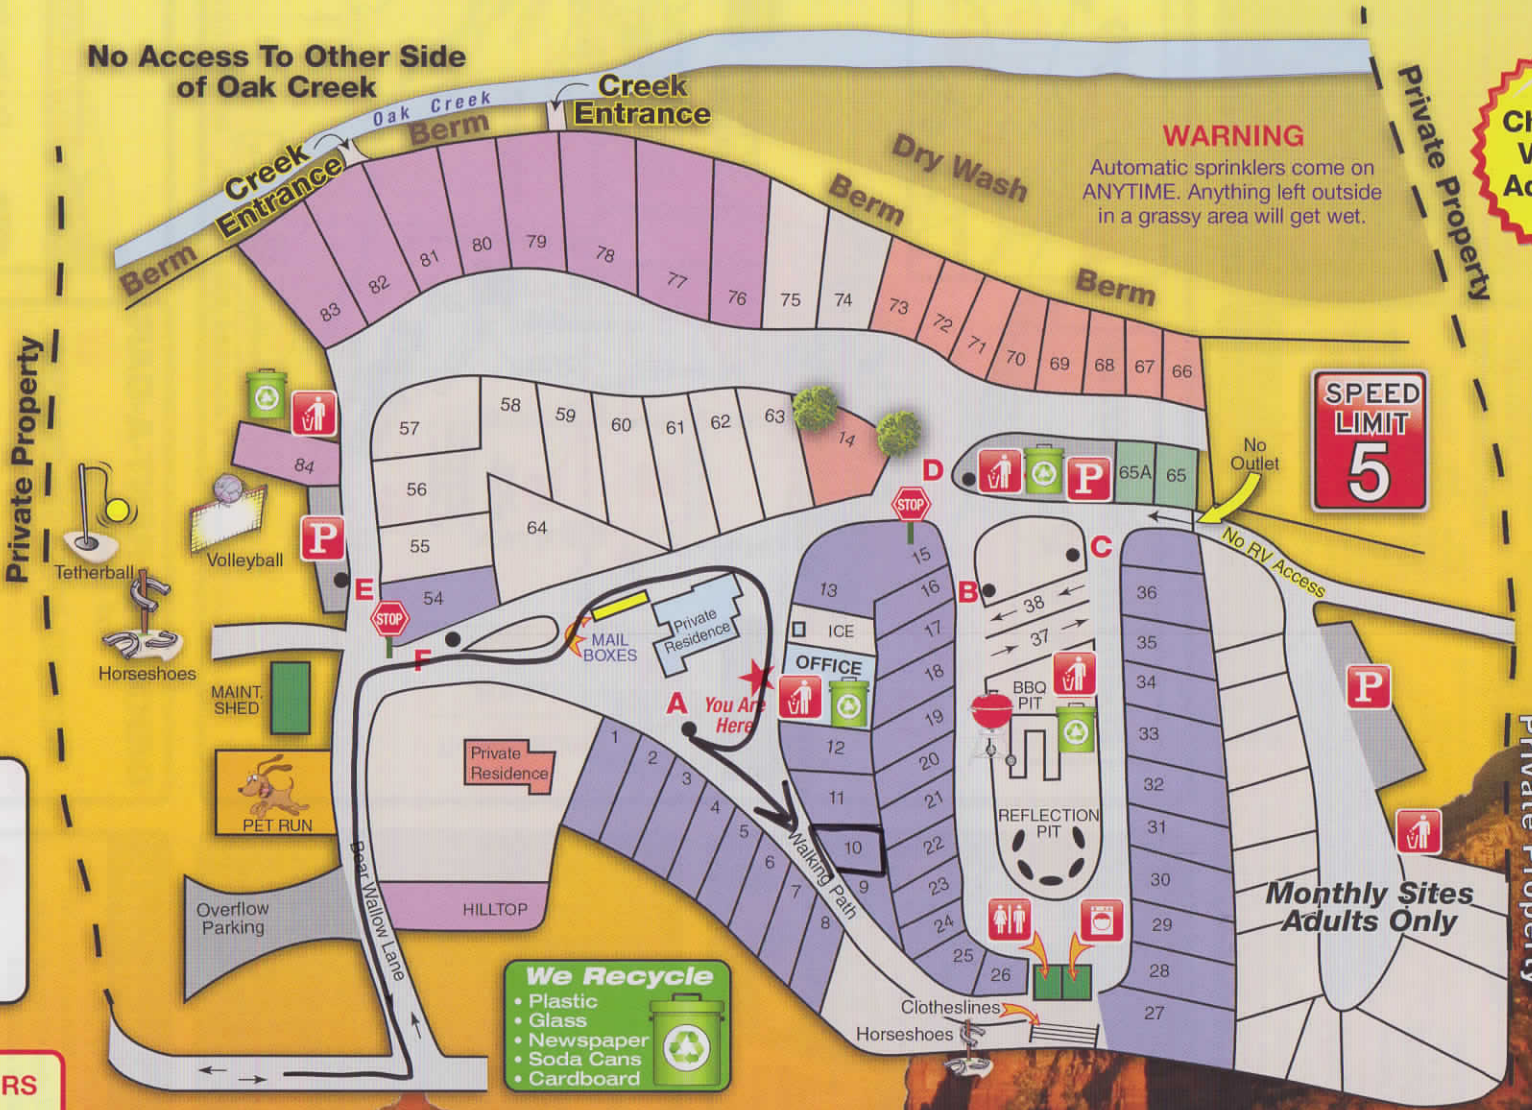 No Access To Other Side
of Oak Creek
Oak Creek
Creek
Entrance
Creek
Entrance
Berm
Berm
Dry Wash
Berm
Berm
WARNING
Automatic sprinklers come on
ANYTIME. Anything left outside
in a grassy area will get wet.
Private Property
Private Property
83
82
81
80
79
78
77
76
75
74
73
72
71
70
69
68
67
66
SPEED
LIMIT
5
No
Outlet
No RV Access
57
58
59
60
61
62
63
14
56
55
54
64
84
P
Volleyball
Tetherball
Horseshoes
E
STOP
F
D
STOP
P
65A
65
C
B
MAIL
BOXES
Private
Residence
You Are
Here
A
13
ICE
OFFICE
12
11
10
9
15
16
17
18
19
20
21
22
23
24
25
26
38
37
BBQ
PIT
REFLECTION
PIT
36
35
34
33
32
31
30
29
28
27
P
Monthly Sites
Adults Only
Private Property
MAINT.
SHED
PET RUN
Private
Residence
HILLTOP
1
2
3
4
5
6
7
8
Walking Path
Overflow
Parking
Bear Wallow Lane
We Recycle
• Plastic
• Glass
• Newspaper
• Soda Cans
• Cardboard
Clotheslines
Horseshoes
RS